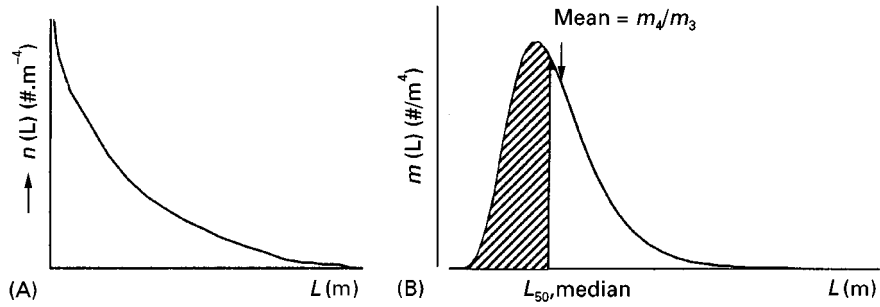 n (L) (#.m⁻⁴)
L (m)
(A)
Mean = m₄/m₃
m (L) (#/m⁴)
L₅₀, median
L (m)
(B)